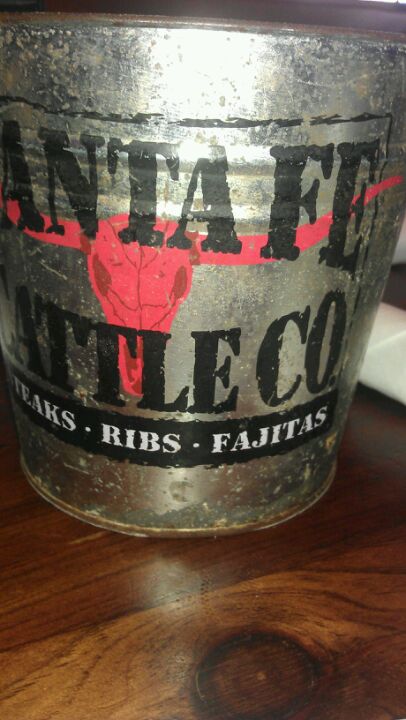 ANTA FE
ATTLE CO.
TEAKS · RIBS · FAJITAS